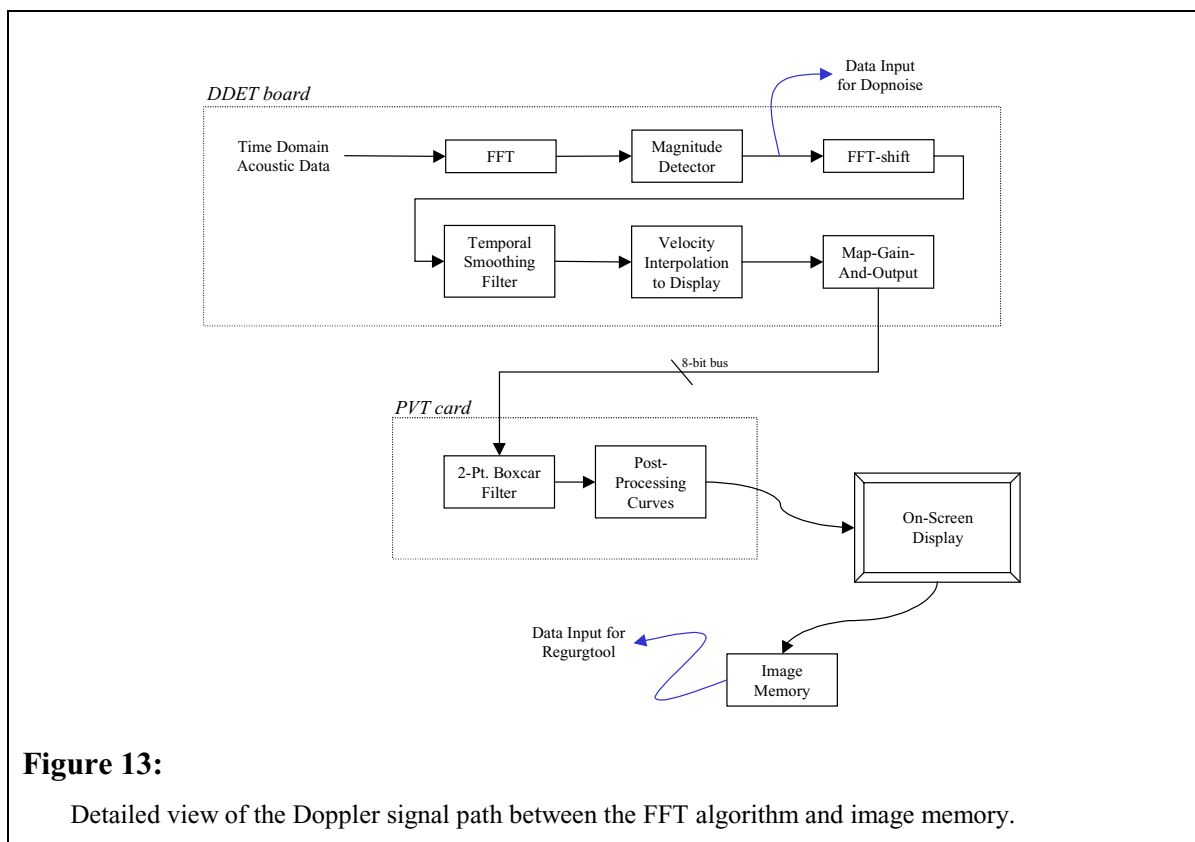 Data Input
for Dopnoise
DDET board
Time Domain
Acoustic Data
FFT
Magnitude
Detector
FFT-shift
Temporal
Smoothing
Filter
Velocity
Interpolation
to Display
Map-Gain-
And-Output
8-bit bus
PVT card
2-Pt. Boxcar
Filter
Post-
Processing
Curves
On-Screen
Display
Data Input for
Regurgtool
Image
Memory
Figure 13:
Detailed view of the Doppler signal path between the FFT algorithm and image memory.